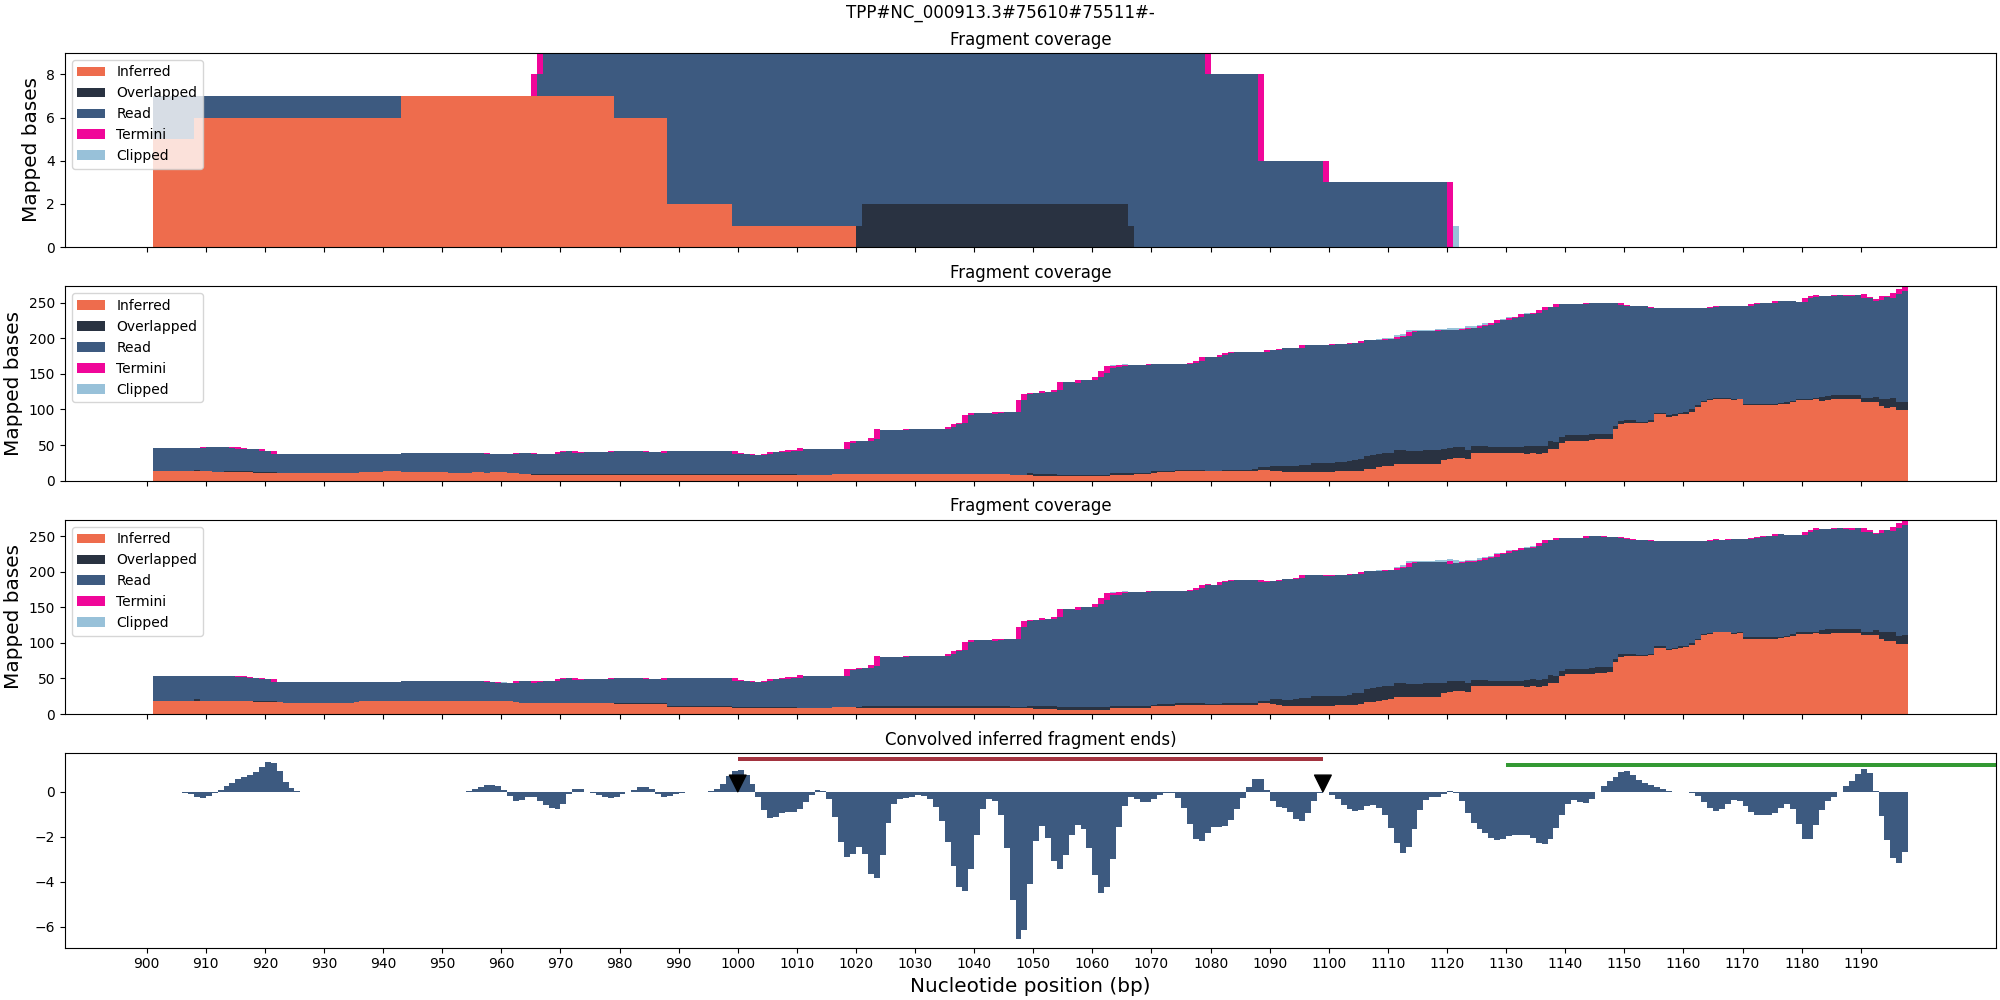 TPP#NC_000913.3#75610#75511#-
Fragment coverage
Mapped bases
8
6
4
2
0
Inferred
Overlapped
Read
Termini
Clipped
Fragment coverage
Mapped bases
250
200
150
100
50
0
Inferred
Overlapped
Read
Termini
Clipped
Fragment coverage
Mapped bases
250
200
150
100
50
0
Inferred
Overlapped
Read
Termini
Clipped
Convolved inferred fragment ends)
0
−2
−4
−6
900 910 920 930 940 950 960 970 980 990 1000 1010 1020 1030 1040 1050 1060 1070 1080 1090 1100 1110 1120 1130 1140 1150 1160 1170 1180 1190
Nucleotide position (bp)